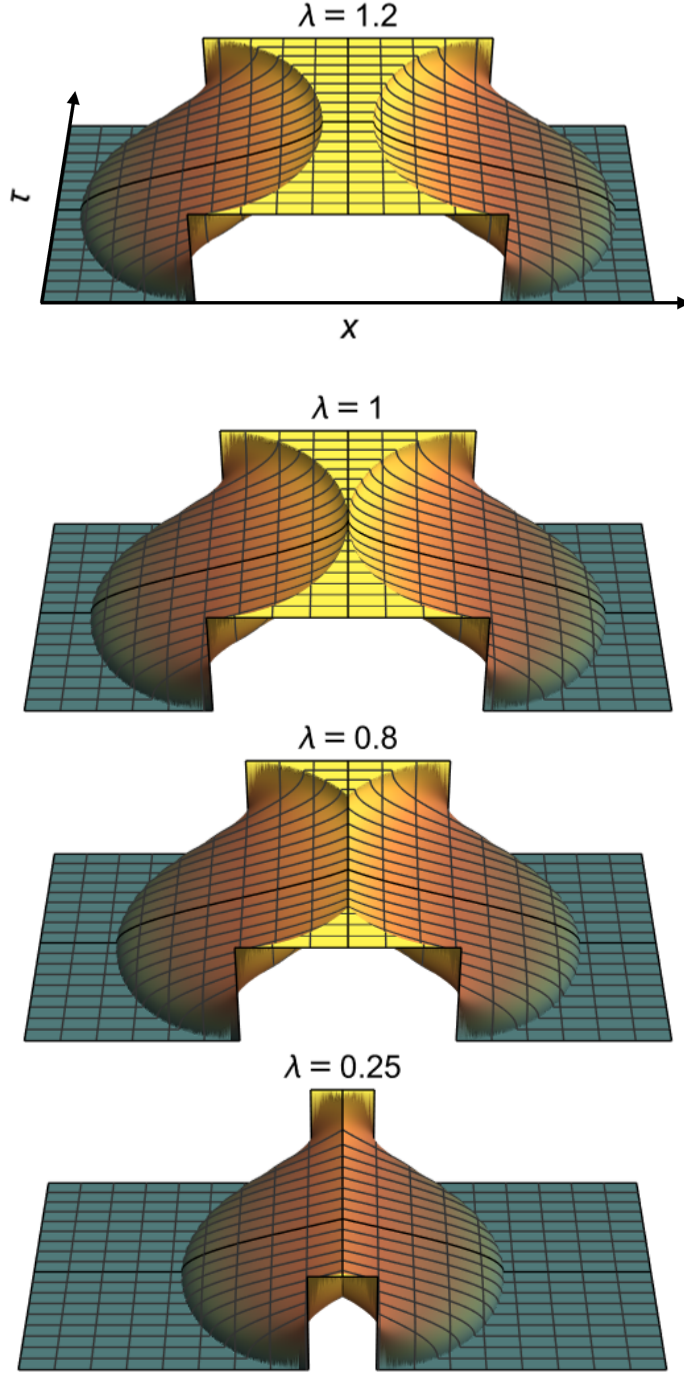 λ = 1.2
τ
x
λ = 1
λ = 0.8
λ = 0.25